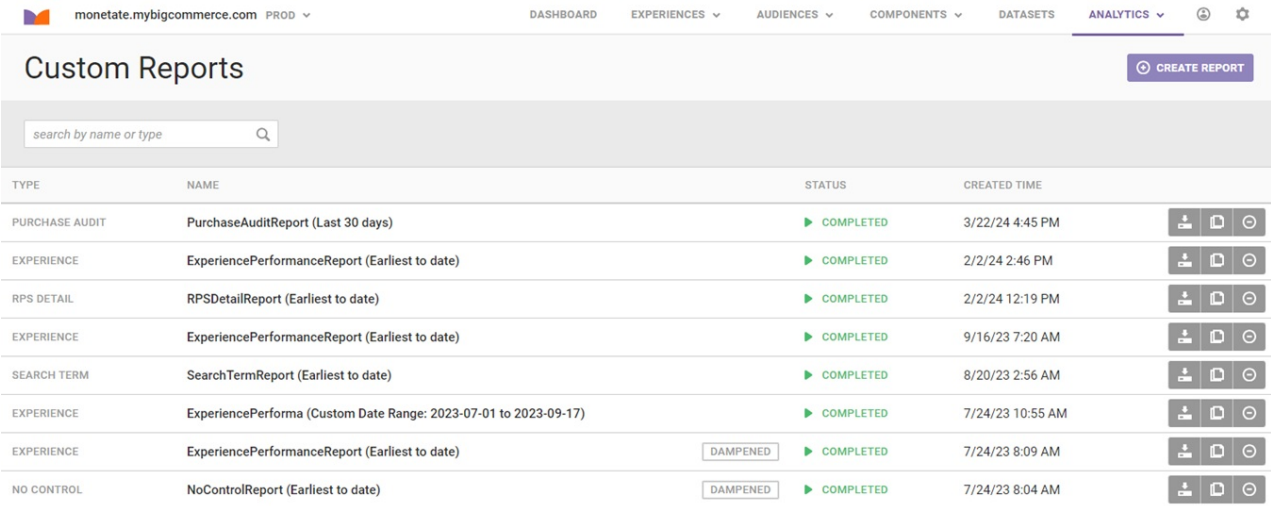 monetate.mybigcommerce.com PROD DASHBOARD EXPERIENCES AUDIENCES COMPONENTS DATASETS ANALYTICS
Custom Reports CREATE REPORT
search by name or type
TYPE NAME STATUS CREATED TIME
PURCHASE AUDIT PurchaseAuditReport (Last 30 days) COMPLETED 3/22/24 4:45 PM
EXPERIENCE ExperiencePerformanceReport (Earliest to date) COMPLETED 2/2/24 2:46 PM
RPS DETAIL RPSDetailReport (Earliest to date) COMPLETED 2/2/24 12:19 PM
EXPERIENCE ExperiencePerformanceReport (Earliest to date) COMPLETED 9/16/23 7:20 AM
SEARCH TERM SearchTermReport (Earliest to date) COMPLETED 8/20/23 2:56 AM
EXPERIENCE ExperiencePerforma (Custom Date Range: 2023-07-01 to 2023-09-17) COMPLETED 7/24/23 10:55 AM
EXPERIENCE ExperiencePerformanceReport (Earliest to date) DAMPENED COMPLETED 7/24/23 8:09 AM
NO CONTROL NoControlReport (Earliest to date) DAMPENED COMPLETED 7/24/23 8:04 AM